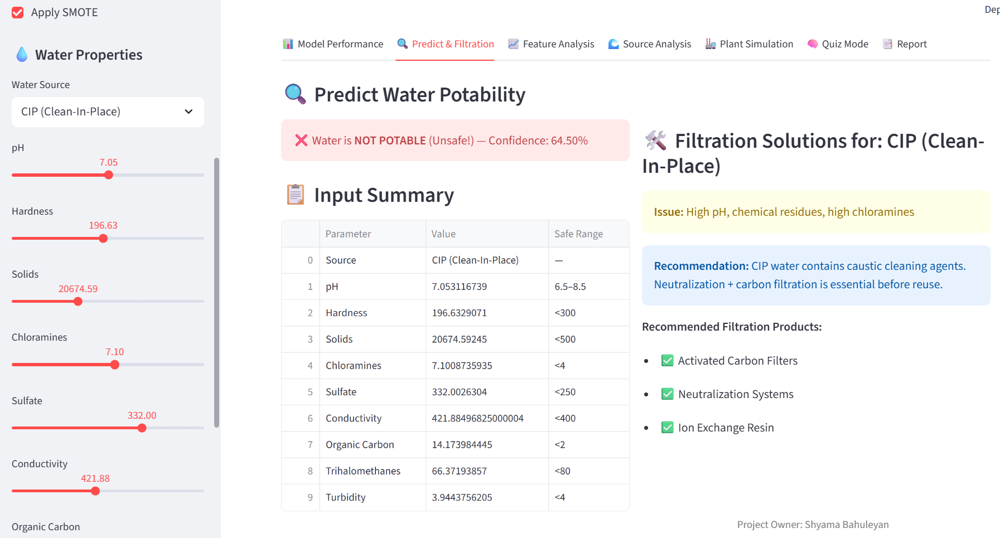 Apply SMOTE
Water Properties
Water Source
CIP (Clean-In-Place)
pH
7.05
Hardness
196.63
Solids
20674.59
Chloramines
7.10
Sulfate
332.00
Conductivity
421.88
Organic Carbon
Dep
Model Performance Predict & Filtration Feature Analysis Source Analysis Plant Simulation Quiz Mode Report
Predict Water Potability
Water is NOT POTABLE (Unsafe!) — Confidence: 64.50%
Input Summary
Parameter Value Safe Range
0 Source CIP (Clean-In-Place) —
1 pH 7.053116739 6.5–8.5
2 Hardness 196.6329071 <300
3 Solids 20674.59245 <500
4 Chloramines 7.1008735935 <4
5 Sulfate 332.0026304 <250
6 Conductivity 421.88496825000004 <400
7 Organic Carbon 14.173984445 <2
8 Trihalomethanes 66.37193857 <80
9 Turbidity 3.9443756205 <4
Filtration Solutions for: CIP (Clean-
In-Place)
Issue: High pH, chemical residues, high chloramines
Recommendation: CIP water contains caustic cleaning agents.
Neutralization + carbon filtration is essential before reuse.
Recommended Filtration Products:
Activated Carbon Filters
Neutralization Systems
Ion Exchange Resin
Project Owner: Shyama Bahuleyan